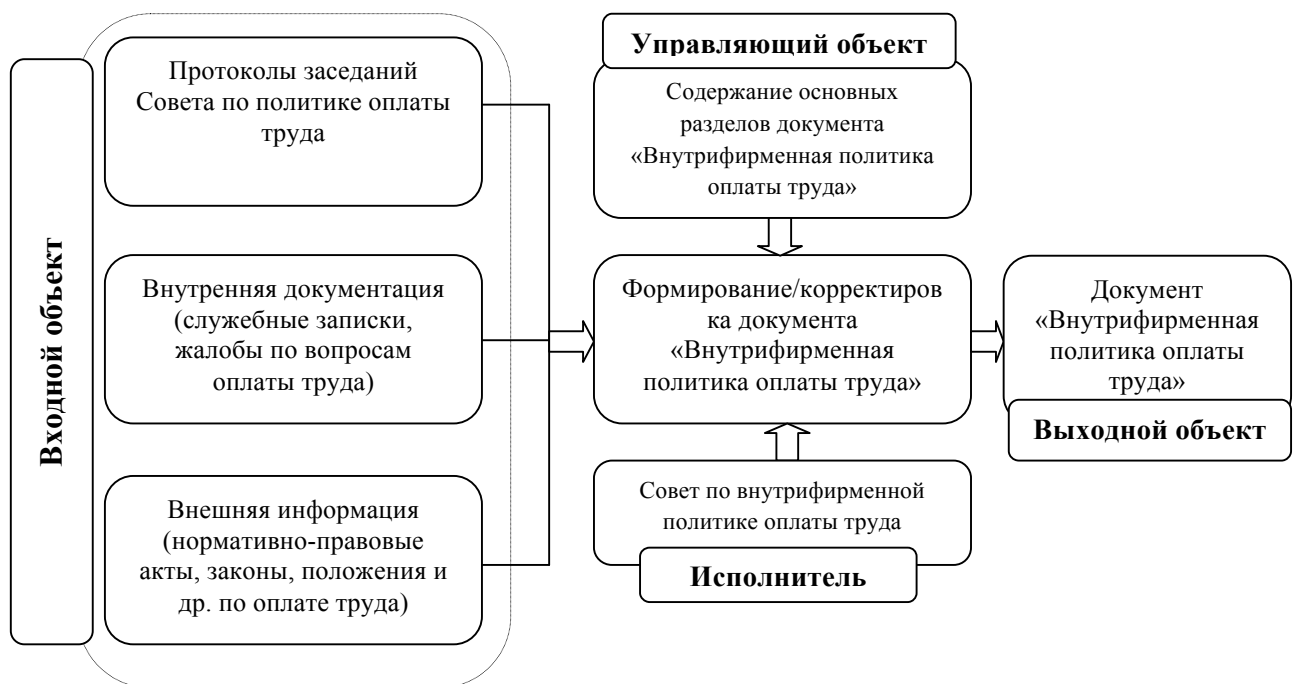 Входной объект
Протоколы заседаний
Совета по политике оплаты
труда
Внутренняя документация
(служебные записки,
жалобы по вопросам
оплаты труда)
Внешняя информация
(нормативно-правовые
акты, законы, положения и
др. по оплате труда)
Управляющий объект
Содержание основных
разделов документа
«Внутрифирменная политика
оплаты труда»
Формирование/корректиров
ка документа
«Внутрифирменная
политика оплаты труда»
Совет по внутрифирменной
политике оплаты труда
Исполнитель
Документ
«Внутрифирменная
политика оплаты
труда»
Выходной объект